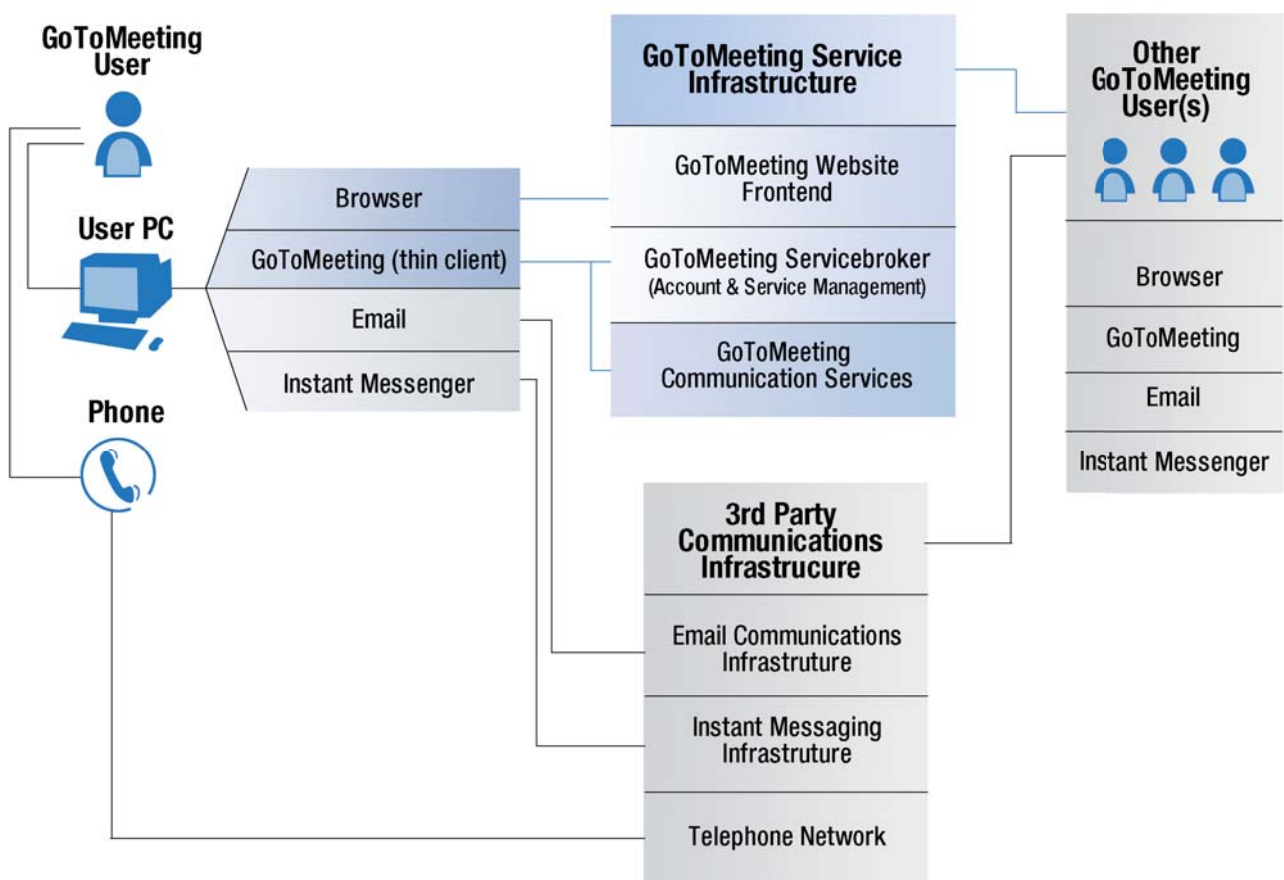 GoToMeeting
User
User PC
Phone
Browser
GoToMeeting (thin client)
Email
Instant Messenger
GoToMeeting Service
Infrastructure
GoToMeeting Website
Frontend
GoToMeeting Servicebroker
(Account & Service Management)
GoToMeeting
Communication Services
3rd Party
Communications
Infrastrucure
Email Communications
Infrastruture
Instant Messaging
Infrastruture
Telephone Network
Other
GoToMeeting
User(s)
Browser
GoToMeeting
Email
Instant Messenger